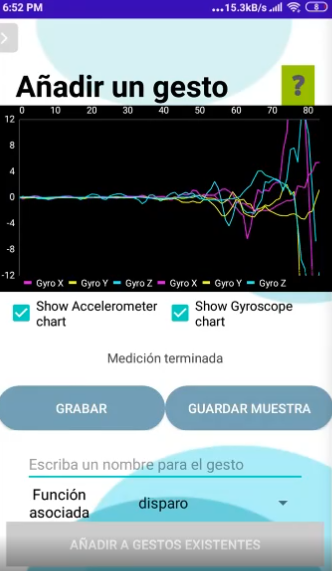 6:52 PM ...15.3kB/s 8
Añadir un gesto ?
0 10 20 30 40 50 60 70 80
12
8
4
0
-4
-8
-12
Gyro X Gyro Y Gyro Z Gyro X Gyro Y Gyro Z
Show Accelerometer chart
Show Gyroscope chart
Medición terminada
GRABAR GUARDAR MUESTRA
Escriba un nombre para el gesto
Función asociada disparo
AÑADIR A GESTOS EXISTENTES